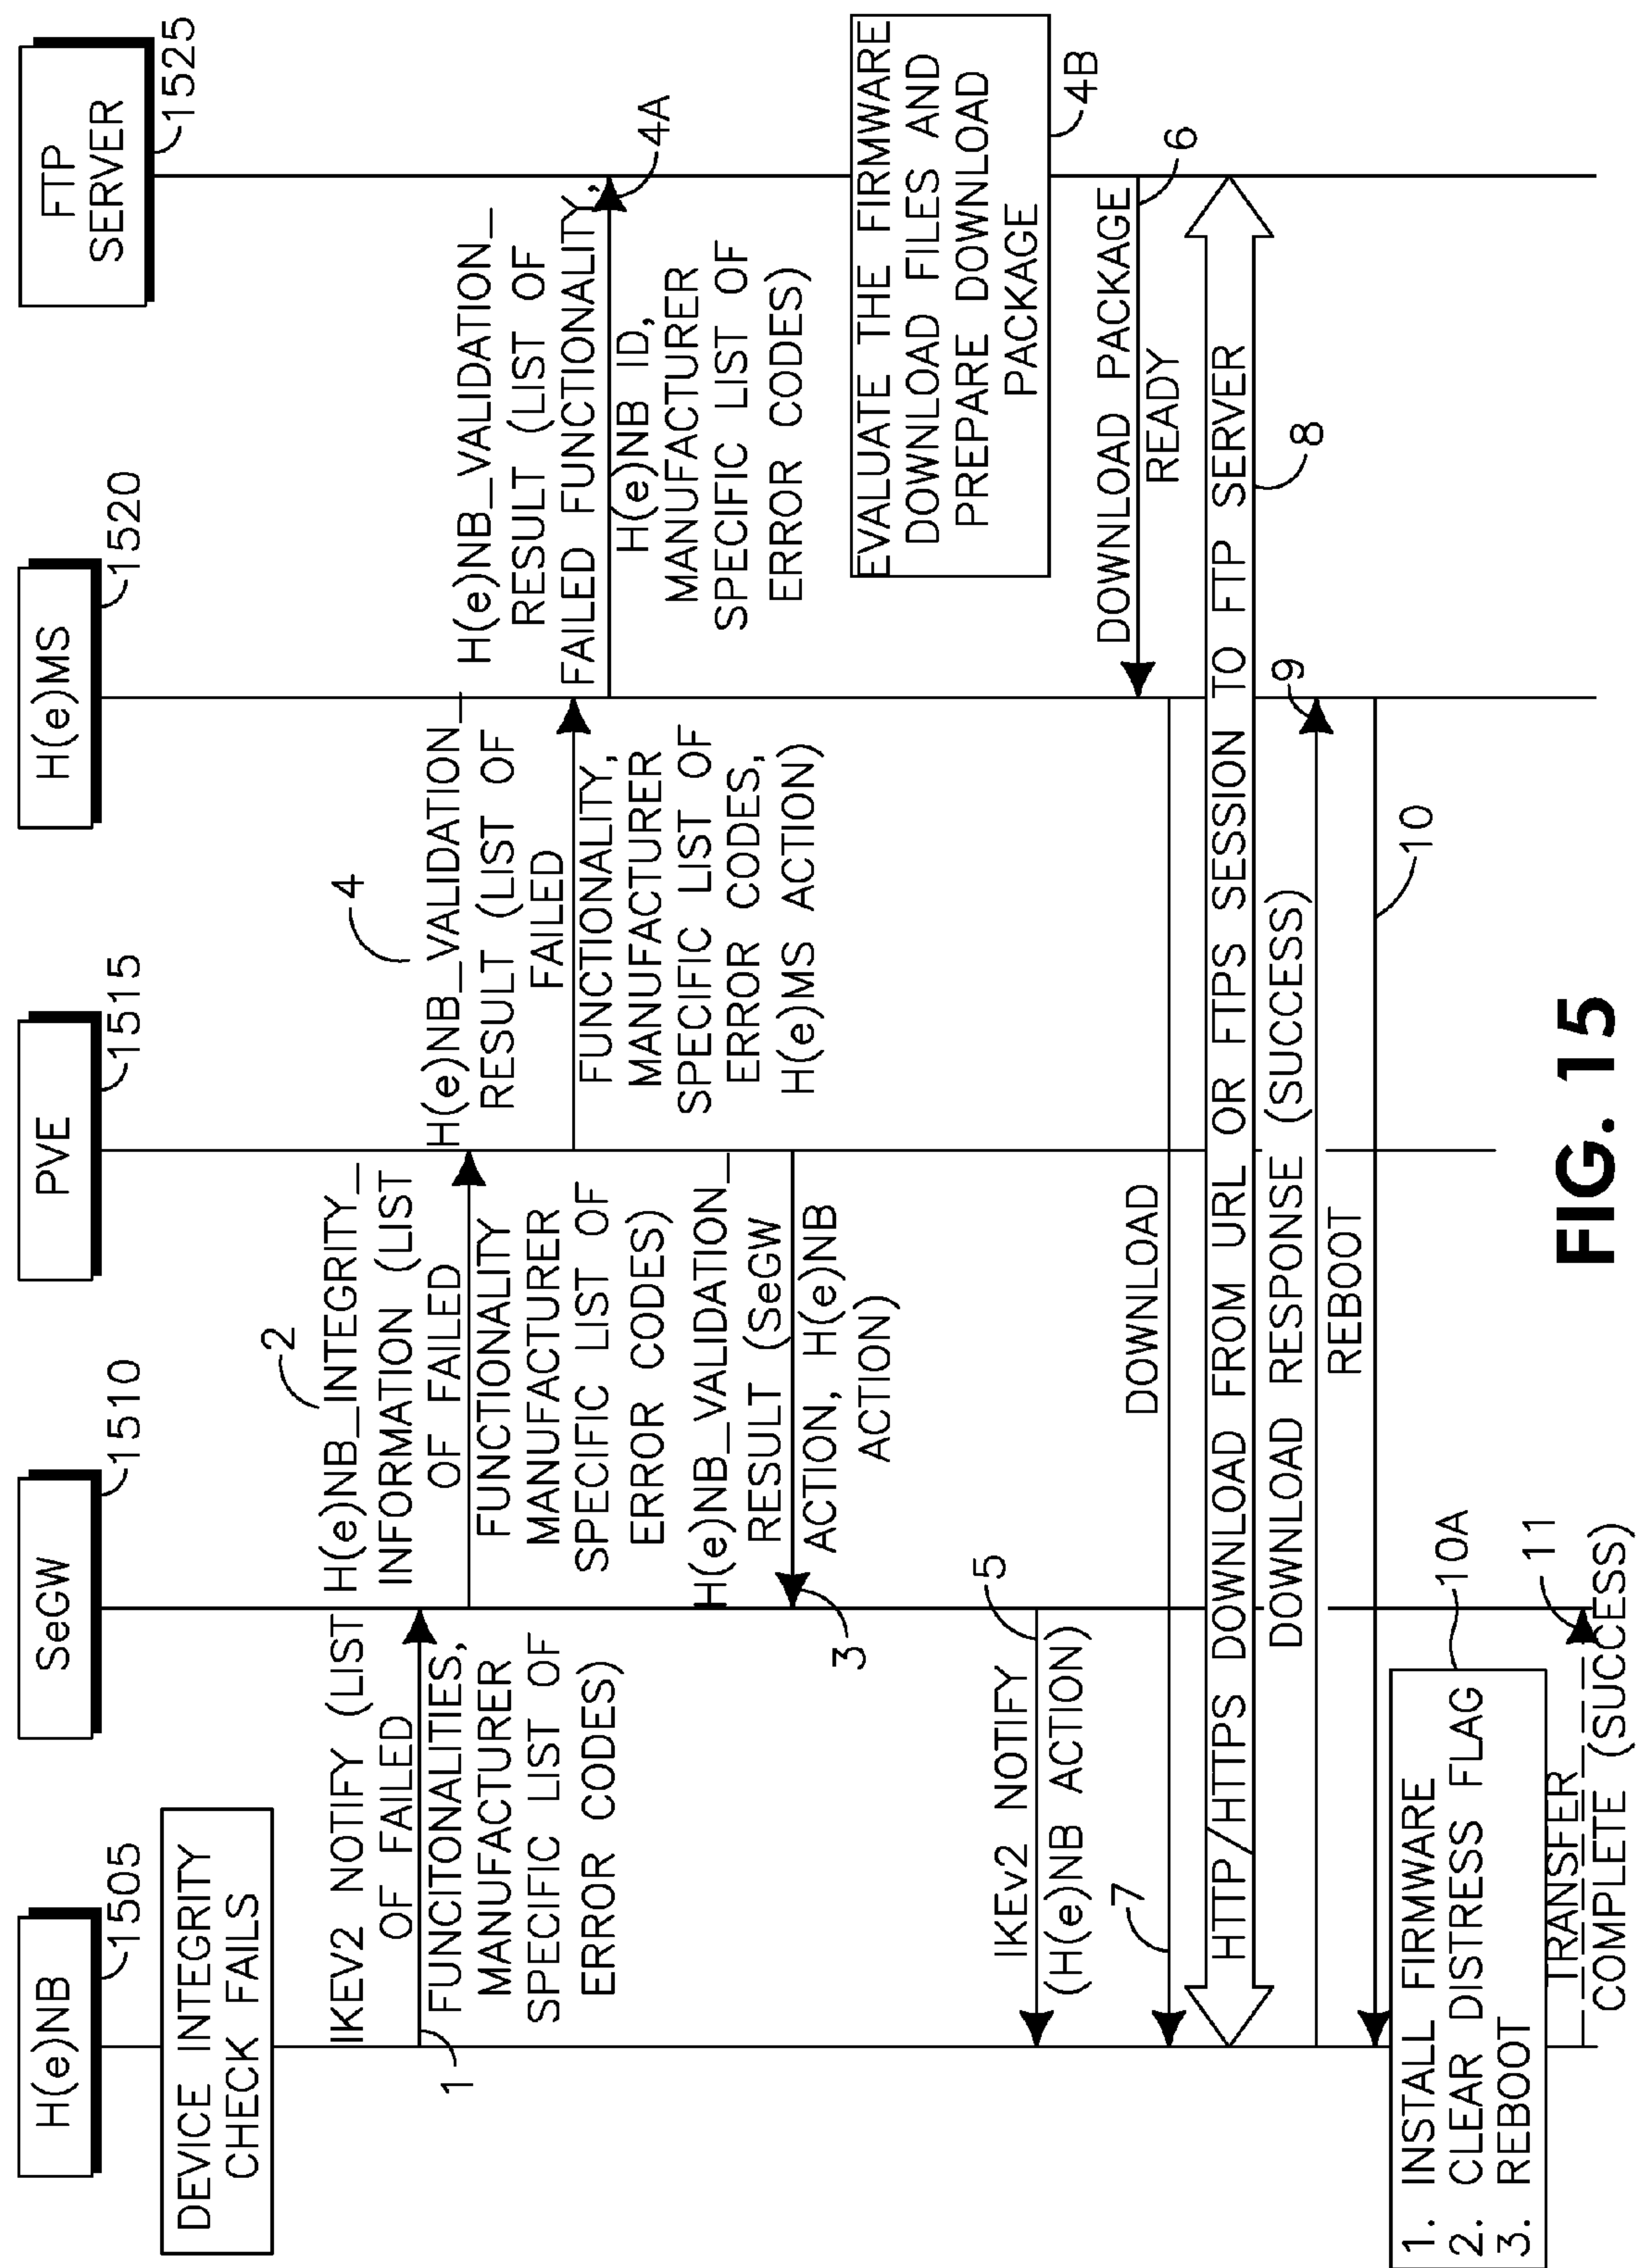 H(e)NB
1505
SeGW
1510
PVE
1515
H(e)MS
1520
FTP
SERVER
1525
DEVICE INTEGRITY
CHECK FAILS
IKEV2 NOTIFY (LIST
OF FAILED
FUNCITONALITIES,
MANUFACTURER
SPECIFIC LIST OF
ERROR CODES)
1
2
H(e)NB_INTEGRITY_
INFORMATION (LIST
OF FAILED
FUNCTIONALITY
MANUFACTURER
SPECIFIC LIST OF
ERROR CODES)
H(e)NB_VALIDATION_
RESULT (SeGW
ACTION, H(e)NB
ACTION)
3
4
H(e)NB_VALIDATION_
RESULT (LIST OF
FAILED
FUNCTIONALITY,
MANUFACTURER
SPECIFIC LIST OF
ERROR CODES,
H(e)MS ACTION)
H(e)NB_VALIDATION_
RESULT (LIST OF
FAILED FUNCTIONALITY,
H(e)NB ID,
MANUFACTURER
SPECIFIC LIST OF
ERROR CODES)
4A
EVALUATE THE FIRMWARE
DOWNLOAD FILES AND
PREPARE DOWNLOAD
PACKAGE
4B
IKEv2 NOTIFY
(H(e)NB ACTION)
5
DOWNLOAD PACKAGE
READY
6
DOWNLOAD
7
HTTP/HTTPS DOWNLOAD FROM URL OR FTPS SESSION TO FTP SERVER
8
DOWNLOAD RESPONSE (SUCCESS)
9
REBOOT
10
1. INSTALL FIRMWARE
2. CLEAR DISTRESS FLAG
3. REBOOT
10A
TRANSFER
COMPLETE (SUCCESS)
11
FIG. 15